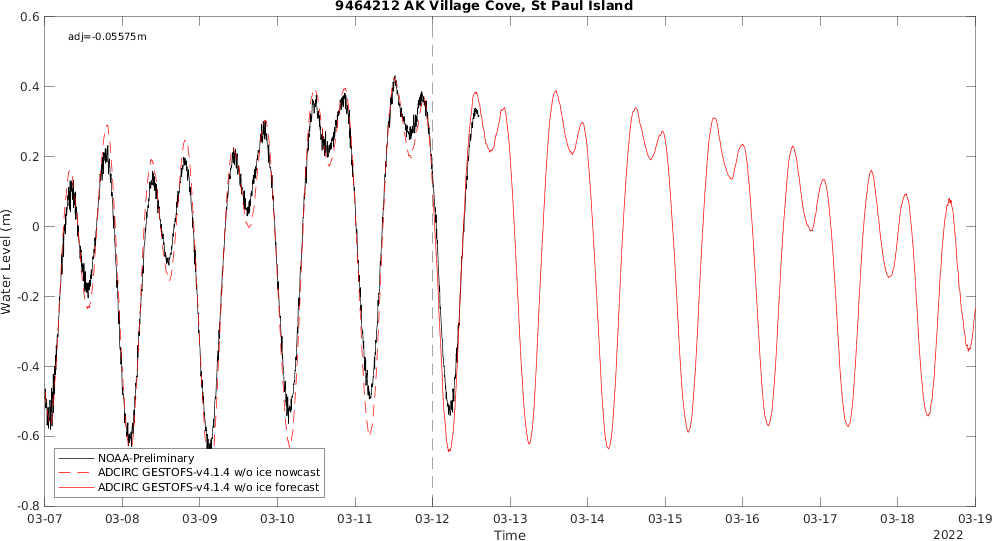 9464212 AK Village Cove, St Paul Island
adj=-0.05575m
0.6
0.4
0.2
0
-0.2
-0.4
-0.6
-0.8
Water Level (m)
NOAA-Preliminary
ADCIRC GESTOFS-v4.1.4 w/o ice nowcast
ADCIRC GESTOFS-v4.1.4 w/o ice forecast
03-07 03-08 03-09 03-10 03-11 03-12 03-13 03-14 03-15 03-16 03-17 03-18 03-19
Time
2022